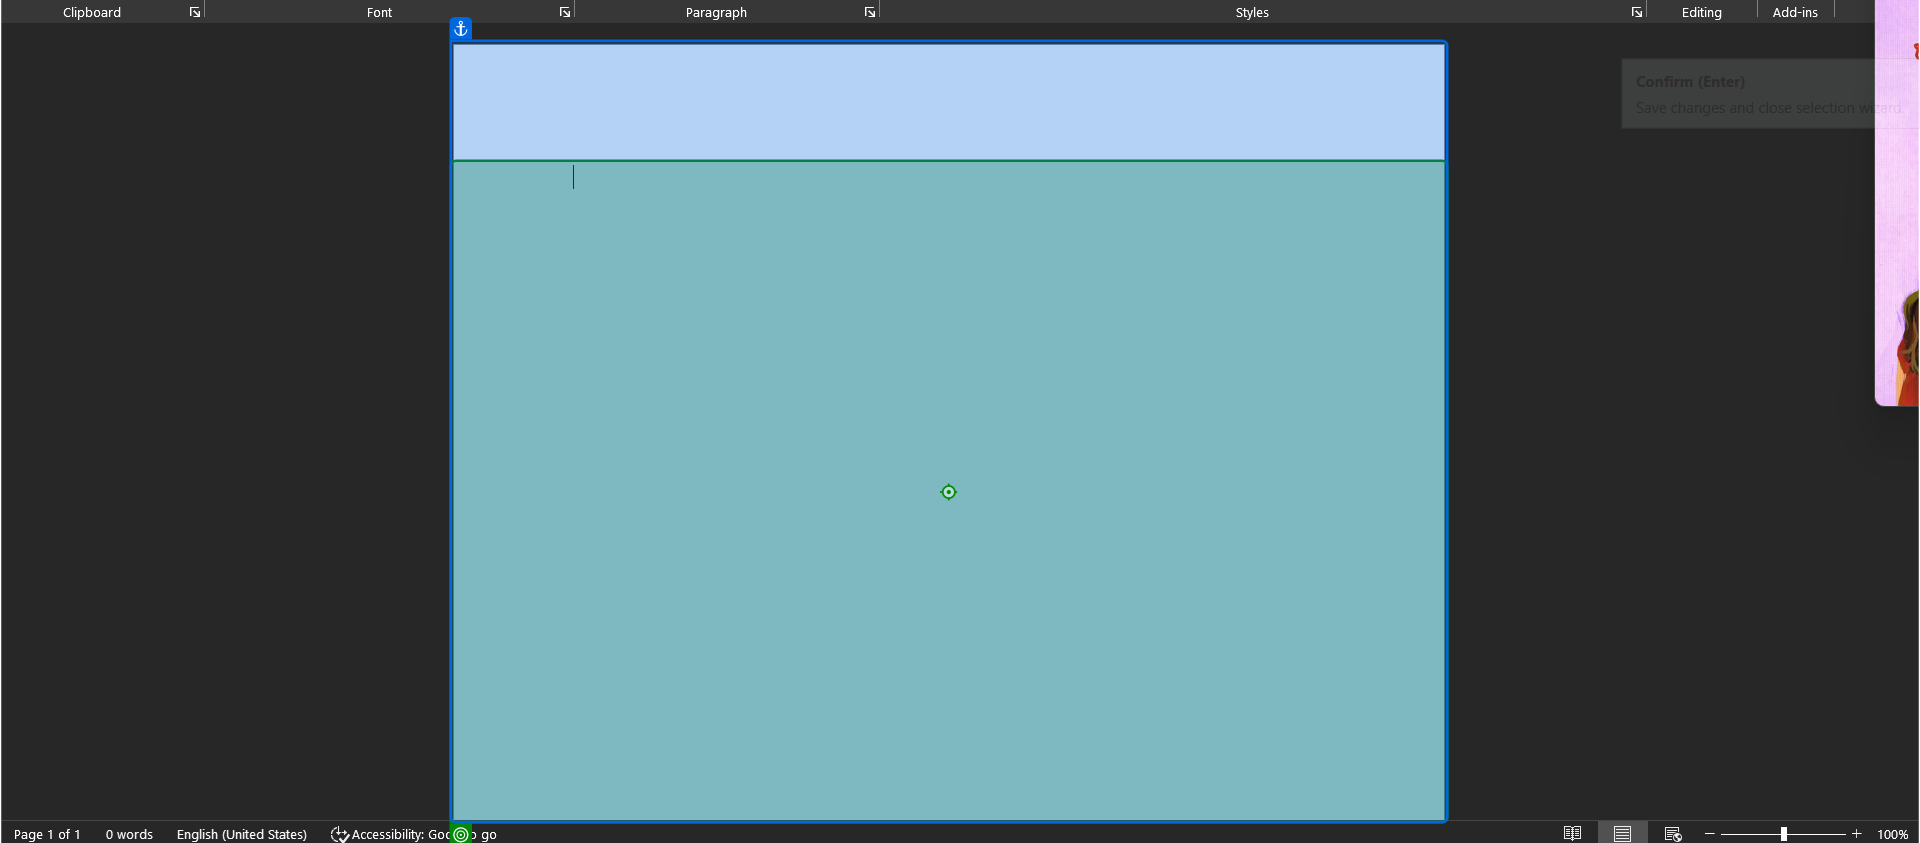 Clipboard
Font
Paragraph
Styles
Editing
Add-ins
Confirm (Enter)
Save changes and close selection wizard.
Page 1 of 1
0 words
English (United States)
Accessibility: Goo
o go
100%